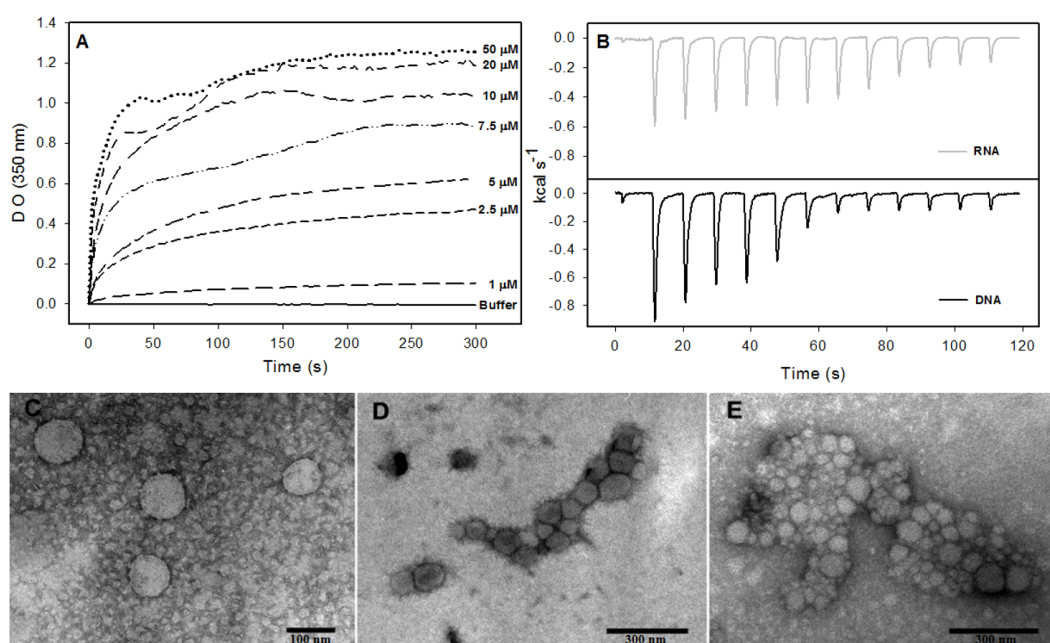 A
1.4
1.2
1.0
0.8
0.6
0.4
0.2
0.0
D O (350 nm)
50 µM
20 µM
10 µM
7.5 µM
5 µM
2.5 µM
1 µM
Buffer
0 50 100 150 200 250 300
Time (s)
B
0.0
-0.2
-0.4
-0.6
-0.8
RNA
kcal s⁻¹
0.0
-0.2
-0.4
-0.6
-0.8
DNA
0 20 40 60 80 100 120
Time (s)
C
100 nm
D
300 nm
E
300 nm